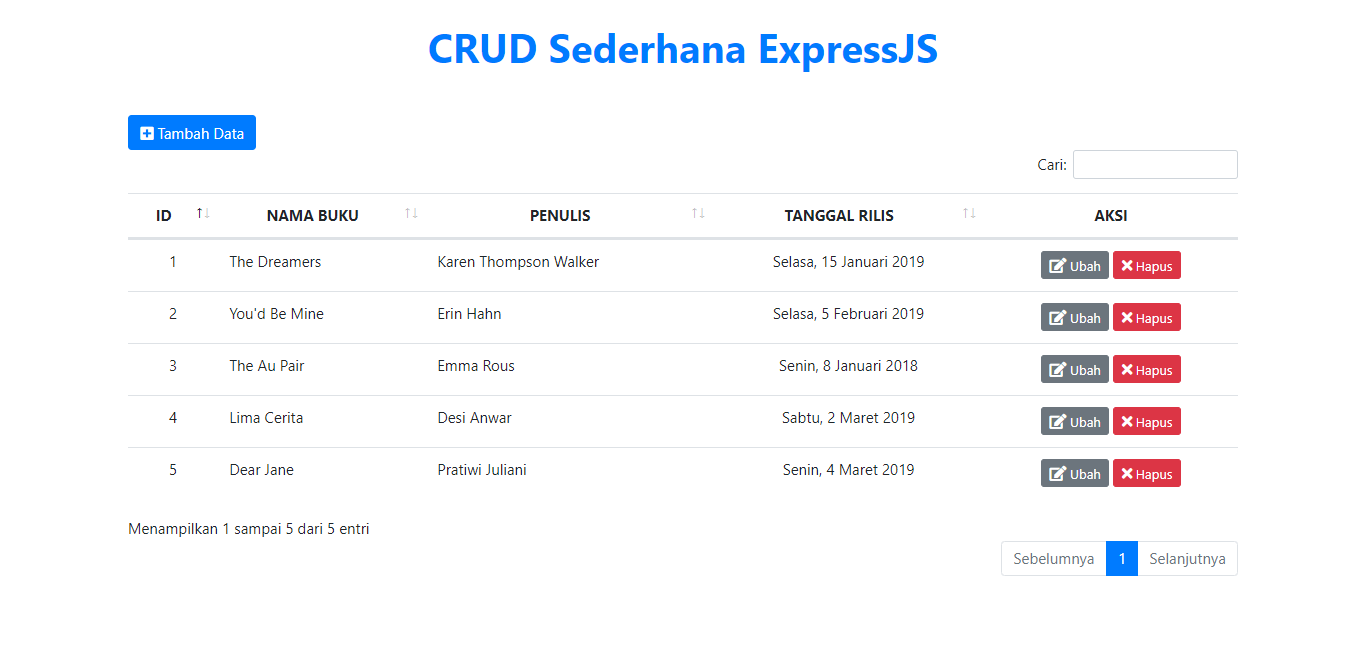 CRUD Sederhana ExpressJS
Tambah Data
Cari:
ID NAMA BUKU PENULIS TANGGAL RILIS AKSI
1 The Dreamers Karen Thompson Walker Selasa, 15 Januari 2019 Ubah Hapus
2 You'd Be Mine Erin Hahn Selasa, 5 Februari 2019 Ubah Hapus
3 The Au Pair Emma Rous Senin, 8 Januari 2018 Ubah Hapus
4 Lima Cerita Desi Anwar Sabtu, 2 Maret 2019 Ubah Hapus
5 Dear Jane Pratiwi Juliani Senin, 4 Maret 2019 Ubah Hapus
Menampilkan 1 sampai 5 dari 5 entri
Sebelumnya 1 Selanjutnya